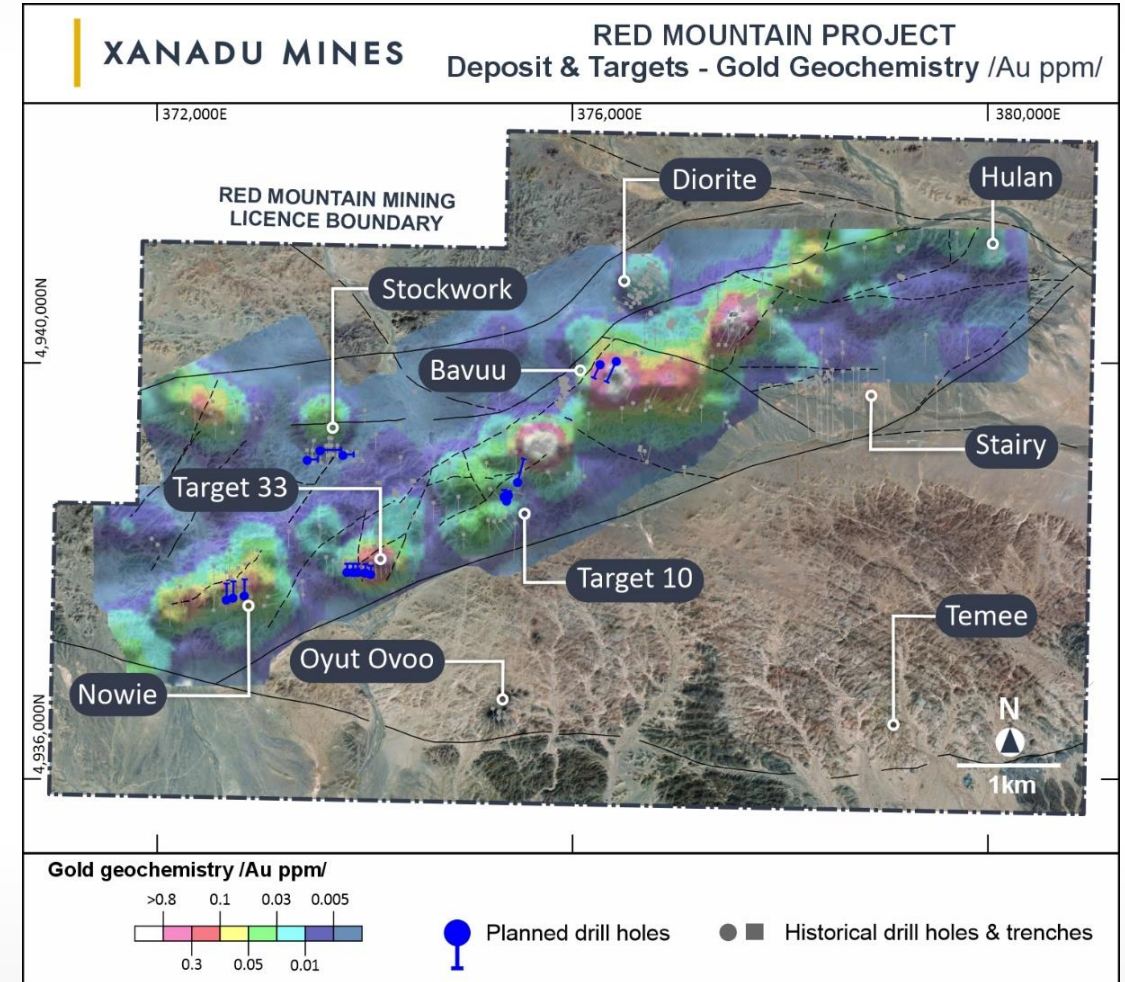 XANADU MINES
RED MOUNTAIN PROJECT
Deposit & Targets - Gold Geochemistry /Au ppm/
372,000E
376,000E
380,000E
RED MOUNTAIN MINING
LICENCE BOUNDARY
Diorite
Hulan
Stockwork
4,940,000N
Bavuu
Stairy
Target 33
Target 10
Temee
Oyut Ovoo
Nowie
4,936,000N
N
1km
Gold geochemistry /Au ppm/
>0.8 0.1 0.03 0.005
0.3 0.05 0.01
Planned drill holes
Historical drill holes & trenches